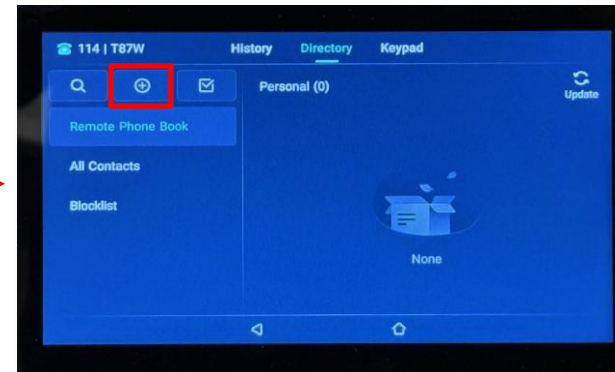 114 | T87W
History Directory Keypad
Personal (0)
Update
Remote Phone Book
All Contacts
Blocklist
None